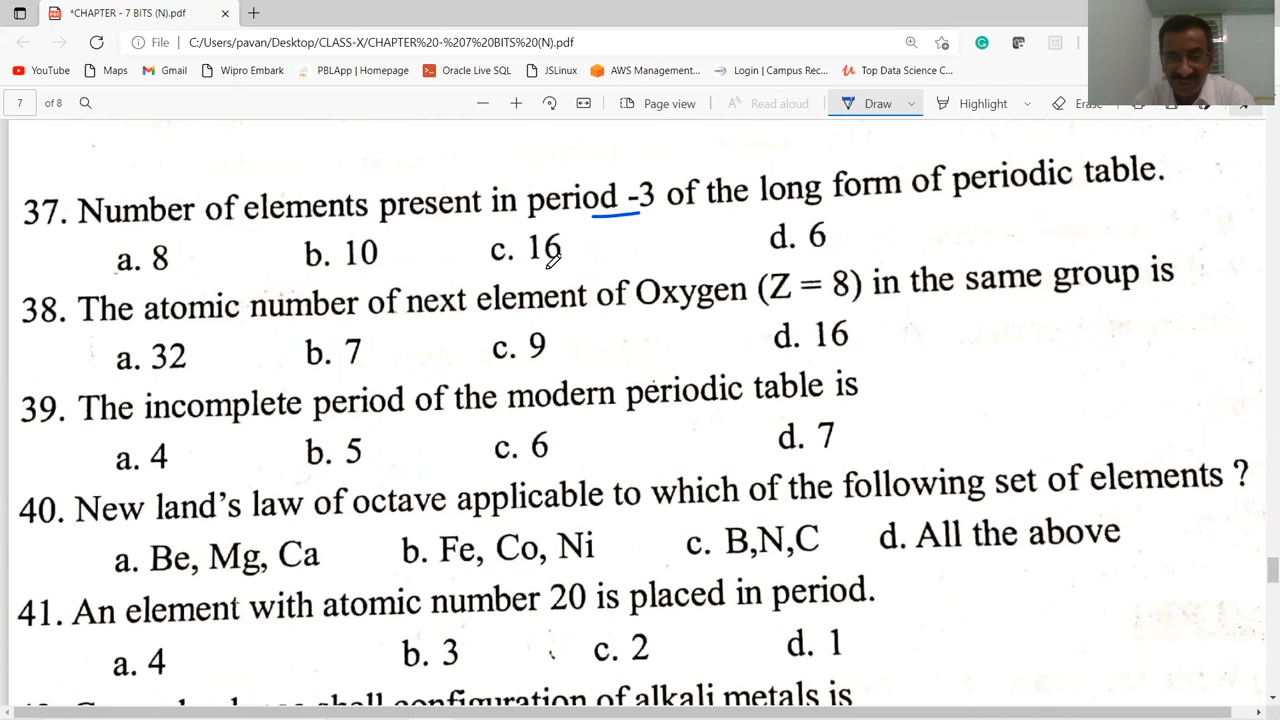 *CHAPTER - 7 BITS (N).pdf
File C:/Users/pavan/Desktop/CLASS-X/CHAPTER%20-%207%20BITS%20(N).pdf
YouTube Maps Gmail Wipro Embark PBLApp | Homepage Oracle Live SQL JSLinux AWS Management... Login | Campus Rec... Top Data Science C...
7 of 8 Page view Read aloud Draw Highlight
37. Number of elements present in period -3 of the long form of periodic table.
a. 8 b. 10 c. 16 d. 6
38. The atomic number of next element of Oxygen (Z = 8) in the same group is
a. 32 b. 7 c. 9 d. 16
39. The incomplete period of the modern periodic table is
a. 4 b. 5 c. 6 d. 7
40. New land's law of octave applicable to which of the following set of elements ?
a. Be, Mg, Ca b. Fe, Co, Ni c. B,N,C d. All the above
41. An element with atomic number 20 is placed in period.
a. 4 b. 3 c. 2 d. 1
shell configuration of alkali metals is